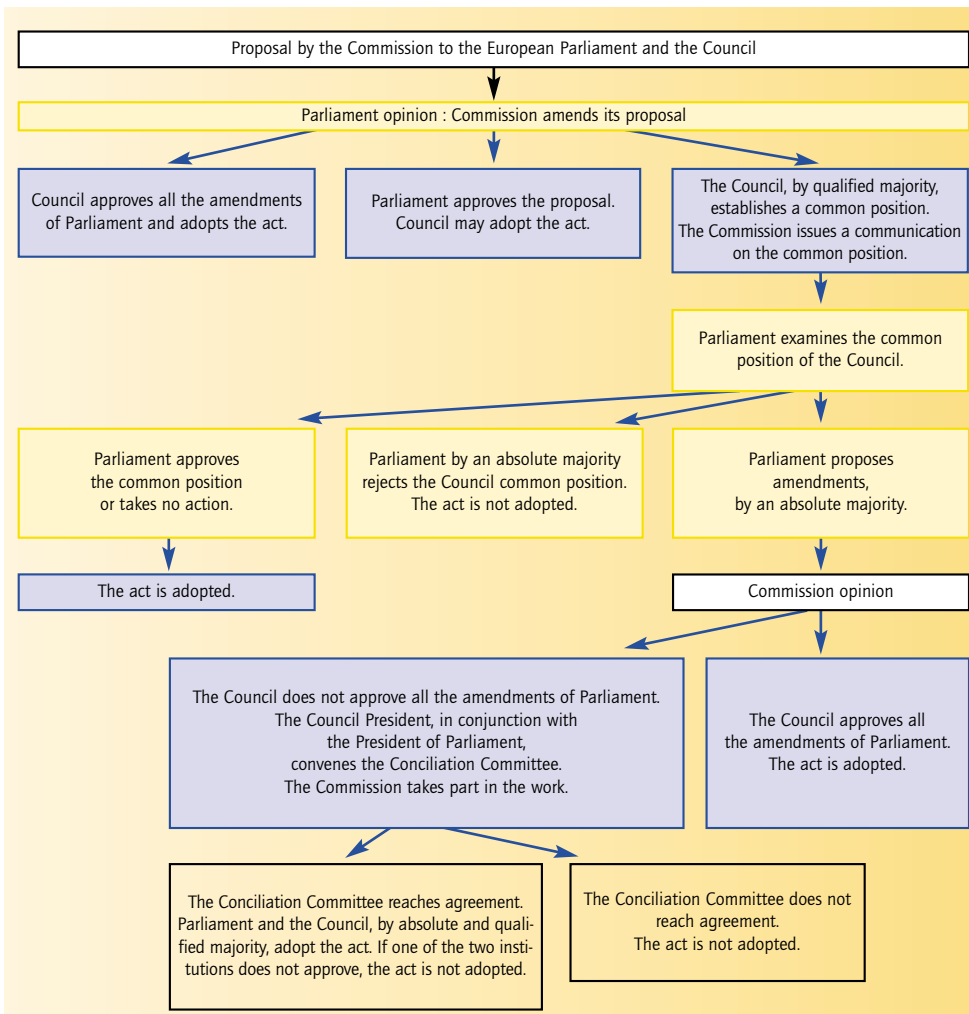 Proposal by the Commission to the European Parliament and the Council
Parliament opinion : Commission amends its proposal
Council approves all the amendments
of Parliament and adopts the act.
Parliament approves the proposal.
Council may adopt the act.
The Council, by qualified majority,
establishes a common position.
The Commission issues a communication
on the common position.
Parliament examines the common
position of the Council.
Parliament approves
the common position
or takes no action.
Parliament by an absolute majority
rejects the Council common position.
The act is not adopted.
Parliament proposes
amendments,
by an absolute majority.
The act is adopted.
Commission opinion
The Council does not approve all the amendments of Parliament.
The Council President, in conjunction with
the President of Parliament,
convenes the Conciliation Committee.
The Commission takes part in the work.
The Council approves all
the amendments of Parliament.
The act is adopted.
The Conciliation Committee reaches agreement.
Parliament and the Council, by absolute and quali-
fied majority, adopt the act. If one of the two insti-
tutions does not approve, the act is not adopted.
The Conciliation Committee does not
reach agreement.
The act is not adopted.